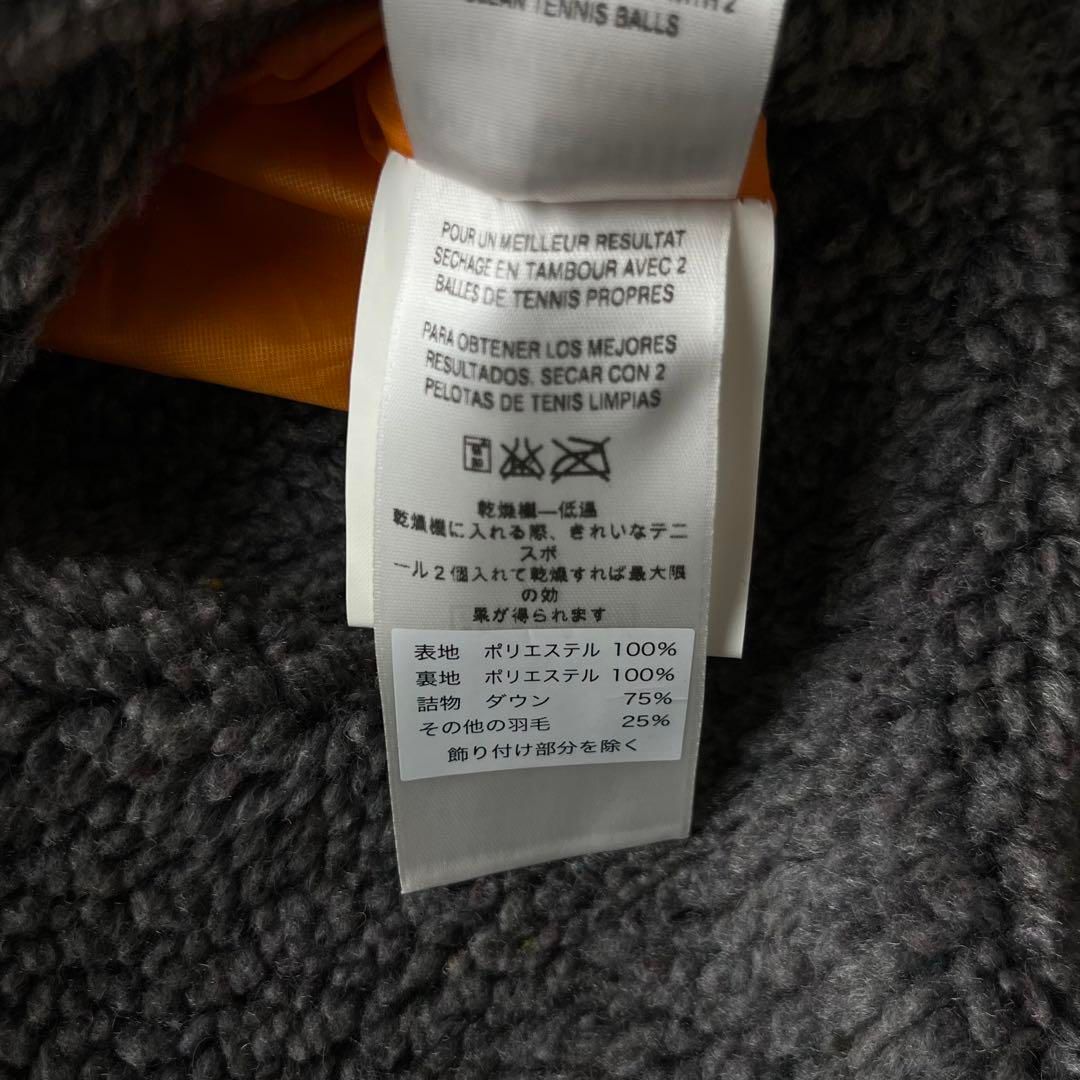 WITH 2
CLEAN TENNIS BALLS
POUR UN MEILLEUR RESULTAT
SECHAGE EN TAMBOUR AVEC 2
BALLES DE TENNIS PROPRES
PARA OBTENER LOS MEJORES
RESULTADOS, SECAR CON 2
PELOTAS DE TENIS LIMPIAS
乾燥機—低温
乾燥機に入れる際、きれいなテニ
スボ
ール2個入れて乾燥すれば最大限
の効
果が得られます
表地 ポリエステル 100%
裏地 ポリエステル 100%
詰物 ダウン 75%
その他の羽毛 25%
飾り付け部分を除く